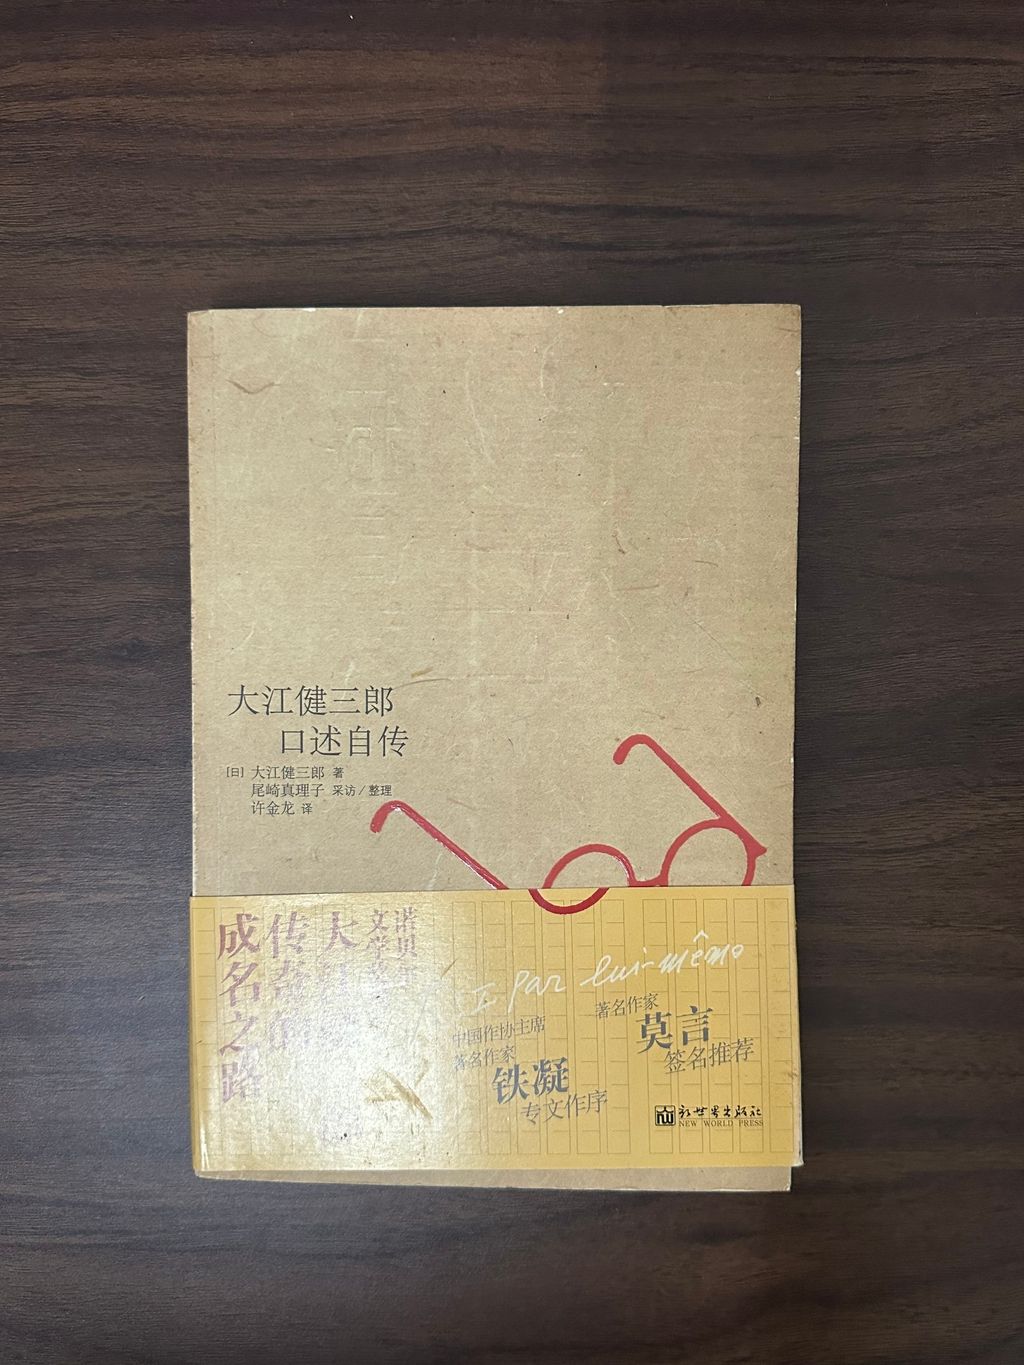 大江健三郎
口述自传
[日] 大江健三郎 著
尾崎真理子 采访/整理
许金龙 译
诺贝尔
文学奖
大江
传奇的
成名之路
I par lui-même
中国作协主席
著名作家
铁凝
专文作序
著名作家
莫言
签名推荐
新世界出版社
NEW WORLD PRESS